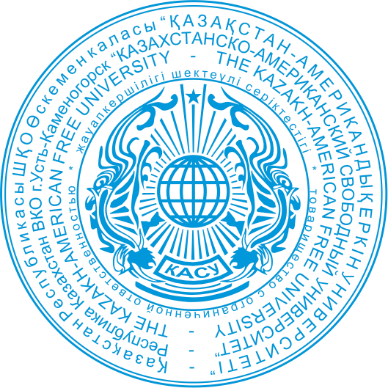 Қазақстан Республикасы ШҚО Өскемен каласы "ҚАЗАҚСТАН-АМЕРИКАНДЫҚ ЕРКІН УНИВЕРСИТЕТІ"
Республика Казахстан ВКО г.Усть-Каменогорск "КАЗАХСТАНСКО-АМЕРИКАНСКИЙ СВОБОДНЫЙ УНИВЕРСИТЕТ"
THE KAZAKH-AMERICAN FREE UNIVERSITY - THE KAZAKH-AMERICAN FREE UNIVERSITY -
жауапкершілігі шектеулі серіктестігі * товарищество с ограниченной ответственностью *
КАСУ